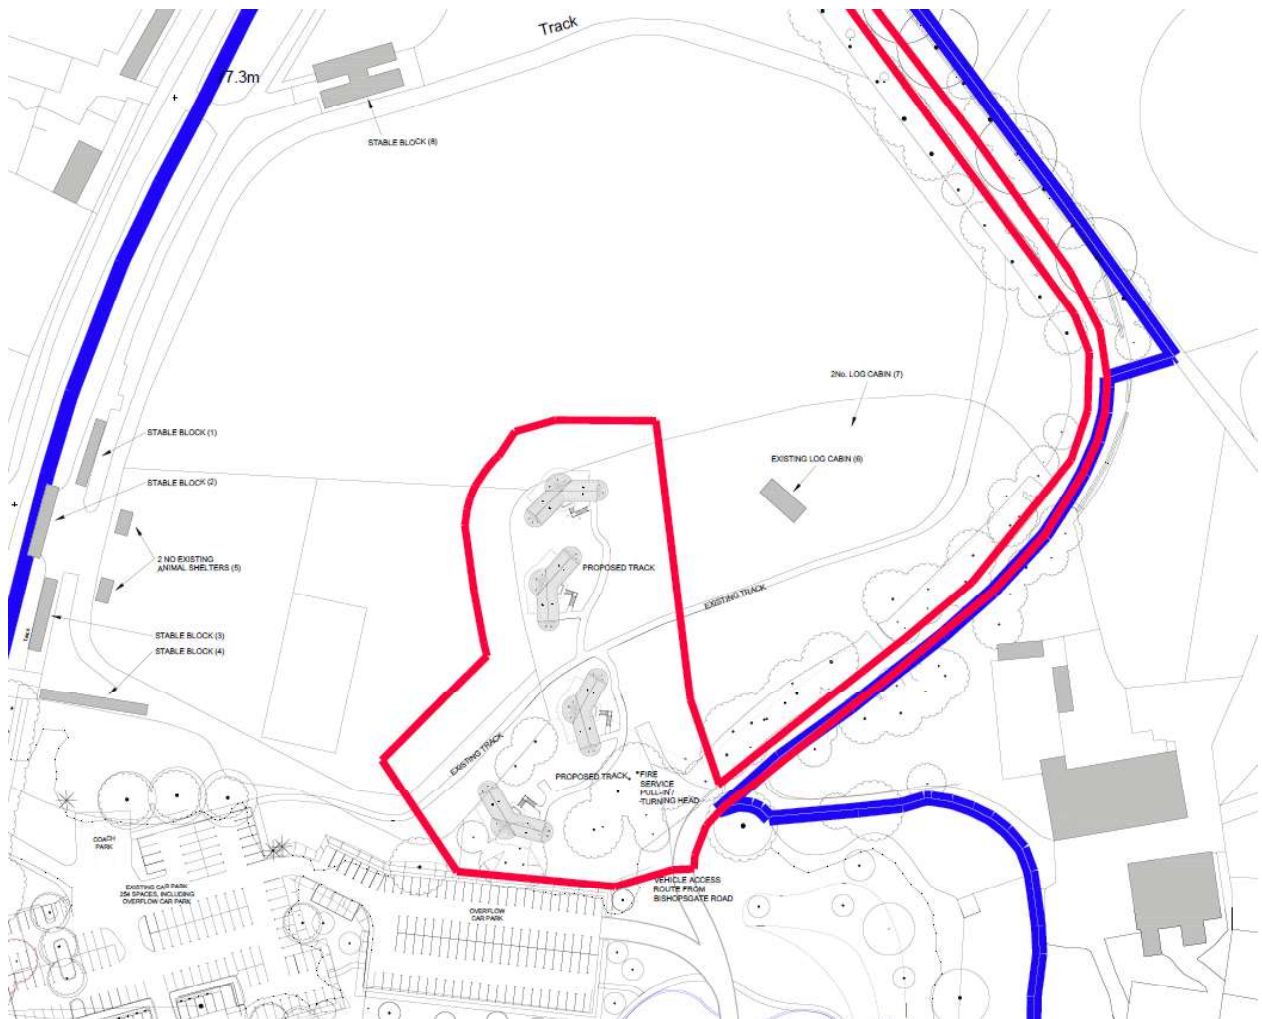 Track
7.3m
STABLE BLOCK (8)
2No. LOG CABIN (7)
STABLE BLOCK (1)
EXISTING LOG CABIN (6)
STABLE BLOCK (2)
2 NO EXISTING
ANIMAL SHELTERS (5)
PROPOSED TRACK
EXISTING TRACK
STABLE BLOCK (3)
STABLE BLOCK (4)
EXISTING TRACK
PROPOSED TRACK
FIRE
SERVICE
PULL-IN /
TURNING HEAD
COACH
PARK
EXISTING CAR PARK
254 SPACES, INCLUDING
OVERFLOW CAR PARK
OVERFLOW
CAR PARK
VEHICLE ACCESS
ROUTE FROM
BISHOPSGATE ROAD